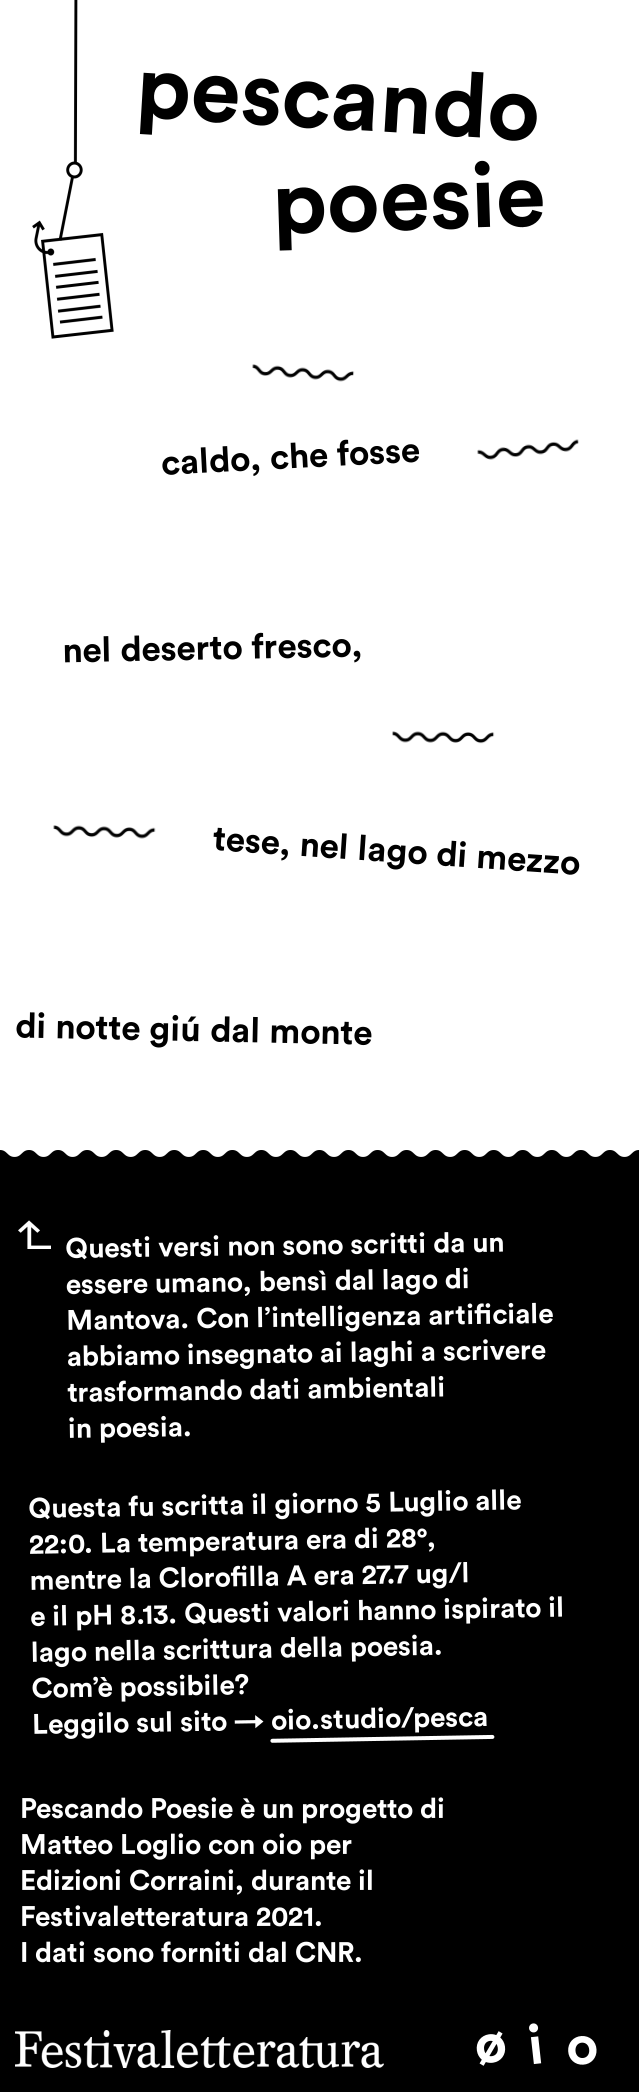 pescando
poesie
caldo, che fosse
nel deserto fresco,
tese, nel lago di mezzo
di notte giú dal monte
Questi versi non sono scritti da un
essere umano, bensì dal lago di
Mantova. Con l’intelligenza artificiale
abbiamo insegnato ai laghi a scrivere
trasformando dati ambientali
in poesia.
Questa fu scritta il giorno 5 Luglio alle
22:0. La temperatura era di 28°,
mentre la Clorofilla A era 27.7 ug/l
e il pH 8.13. Questi valori hanno ispirato il
lago nella scrittura della poesia.
Com’è possibile?
Leggilo sul sito → oio.studio/pesca
Pescando Poesie è un progetto di
Matteo Loglio con oio per
Edizioni Corraini, durante il
Festivaletteratura 2021.
I dati sono forniti dal CNR.
Festivaletteratura øio